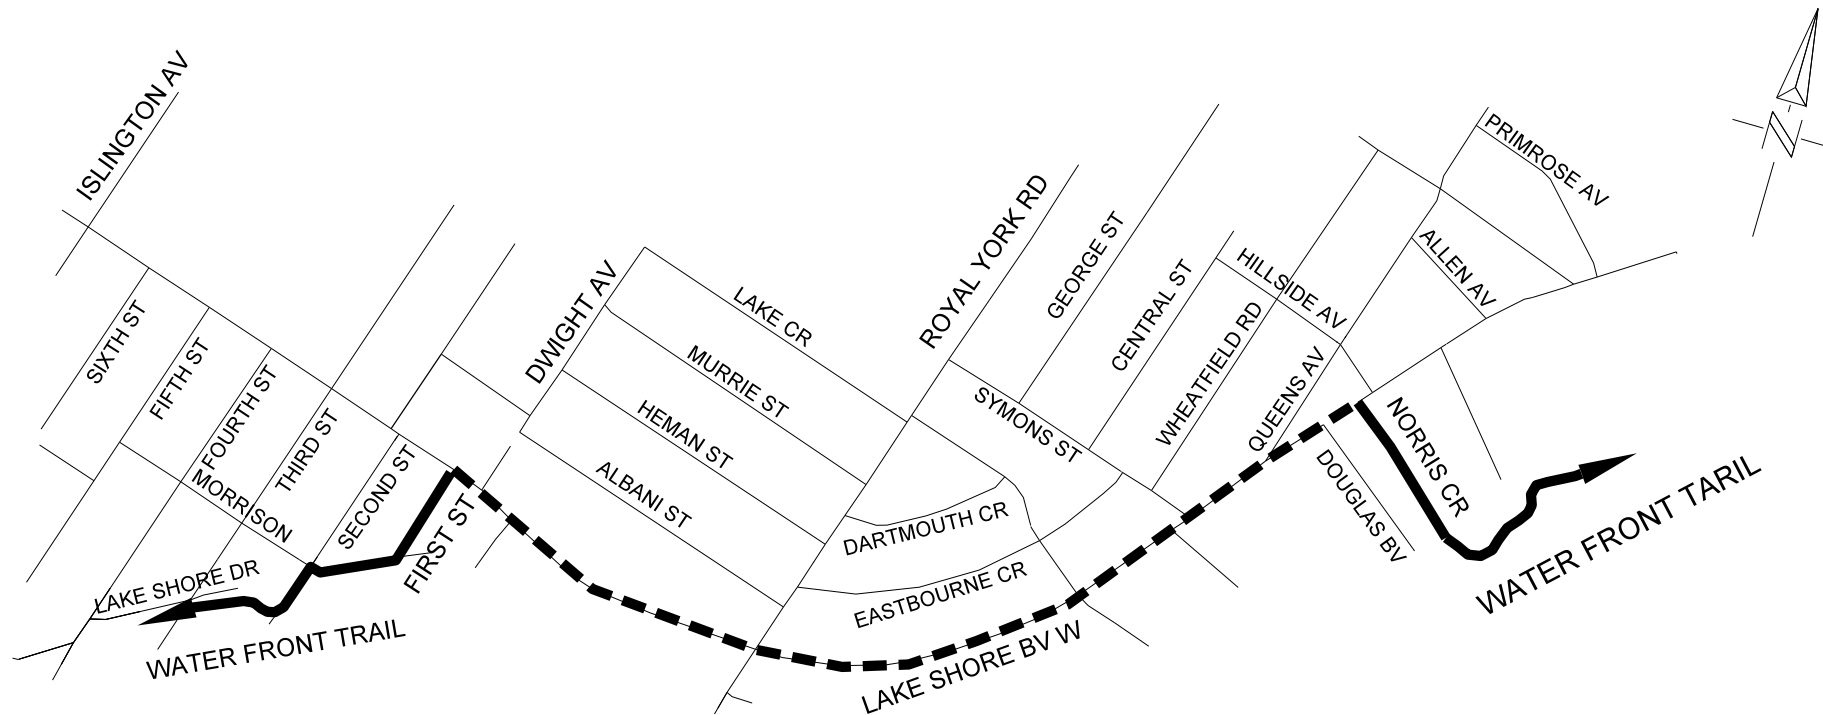 ISLINGTON AV
PRIMROSE AV
N
ROYAL YORK RD
GEORGE ST
ALLEN AV
HILLSIDE AV
CENTRAL ST
DWIGHT AV
LAKE CR
SIXTH ST
FIFTH ST
MURRIE ST
WHEATFIELD RD
QUEENS AV
FOURTH ST
THIRD ST
HEMAN ST
SYMONS ST
NORRIS CR
MORRISON
SECOND ST
ALBANI ST
DARTMOUTH CR
DOUGLAS BV
FIRST ST
LAKE SHORE DR
EASTBOURNE CR
WATER FRONT TARIL
WATER FRONT TRAIL
LAKE SHORE BV W